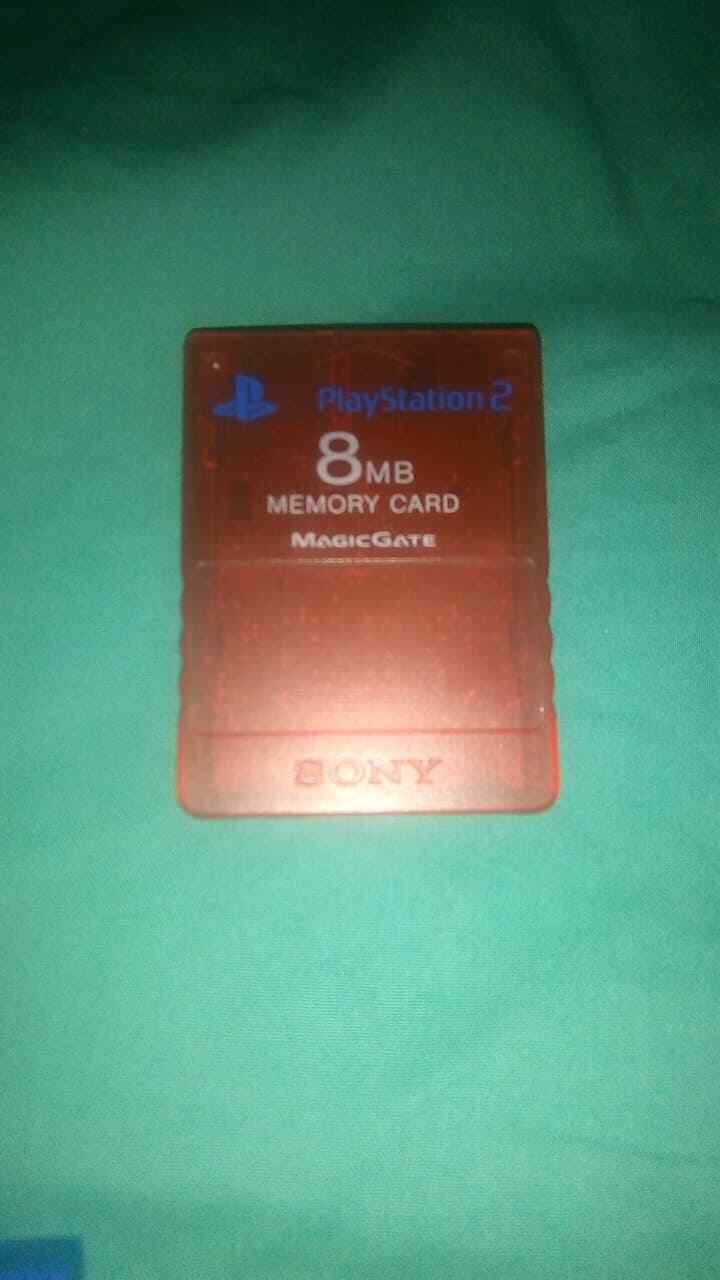 PlayStation 2
8MB
MEMORY CARD
MAGICGATE
SONY